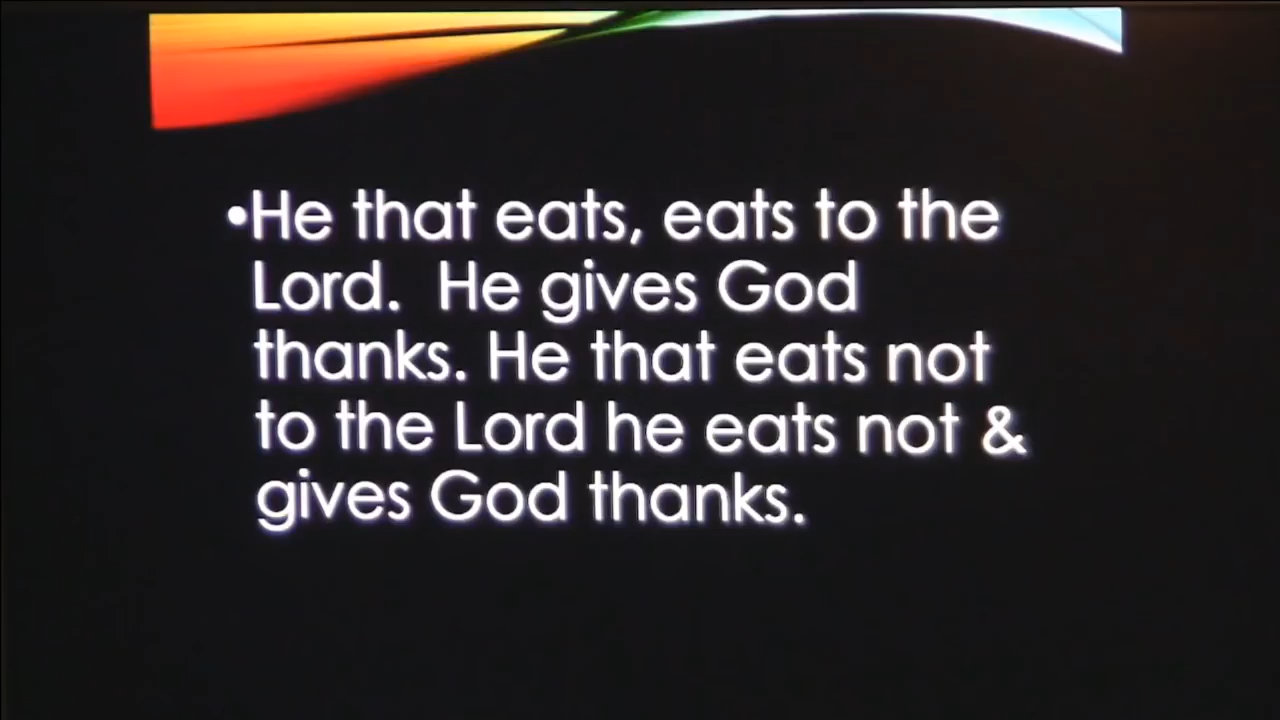 •He that eats, eats to the
Lord.  He gives God
thanks. He that eats not
to the Lord he eats not &
gives God thanks.